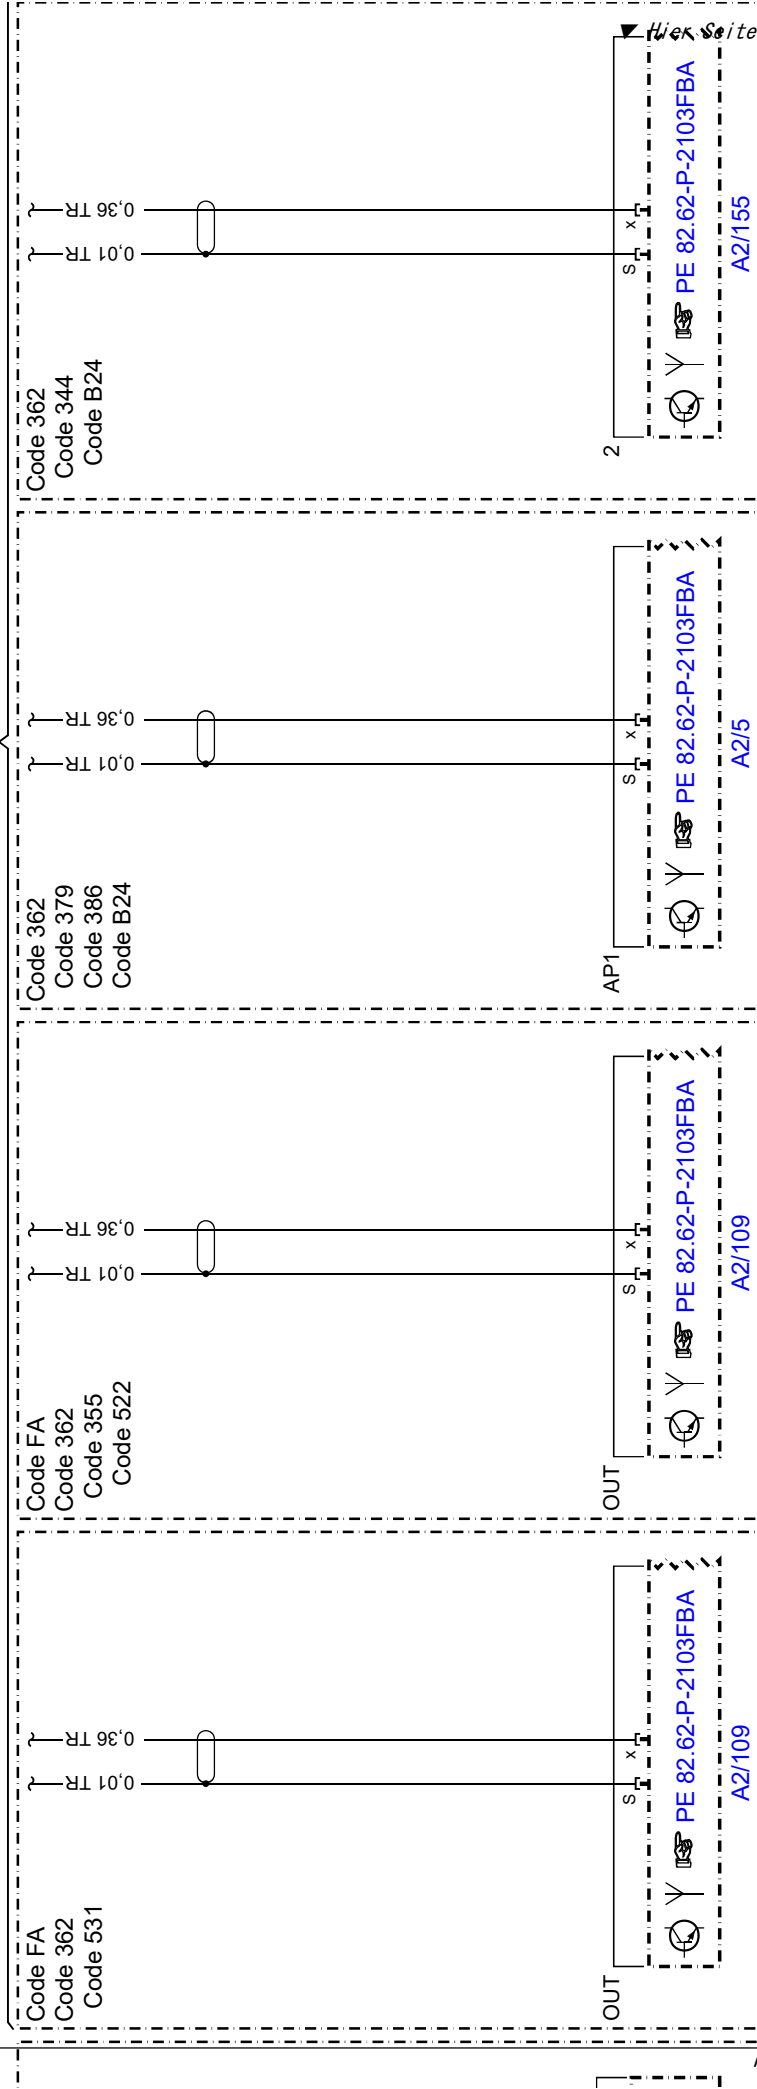 ▼ Hier Seite
0,36 TR
0,01 TR
Code 362
Code 344
Code B24
x
S
2
PE 82.62-P-2103FBA
A2/155
0,36 TR
0,01 TR
Code 362
Code 379
Code 386
Code B24
x
S
AP1
PE 82.62-P-2103FBA
A2/5
0,36 TR
0,01 TR
Code FA
Code 362
Code 355
Code 522
x
S
OUT
PE 82.62-P-2103FBA
A2/109
0,36 TR
0,01 TR
Code FA
Code 362
Code 531
x
S
OUT
PE 82.62-P-2103FBA
A2/109